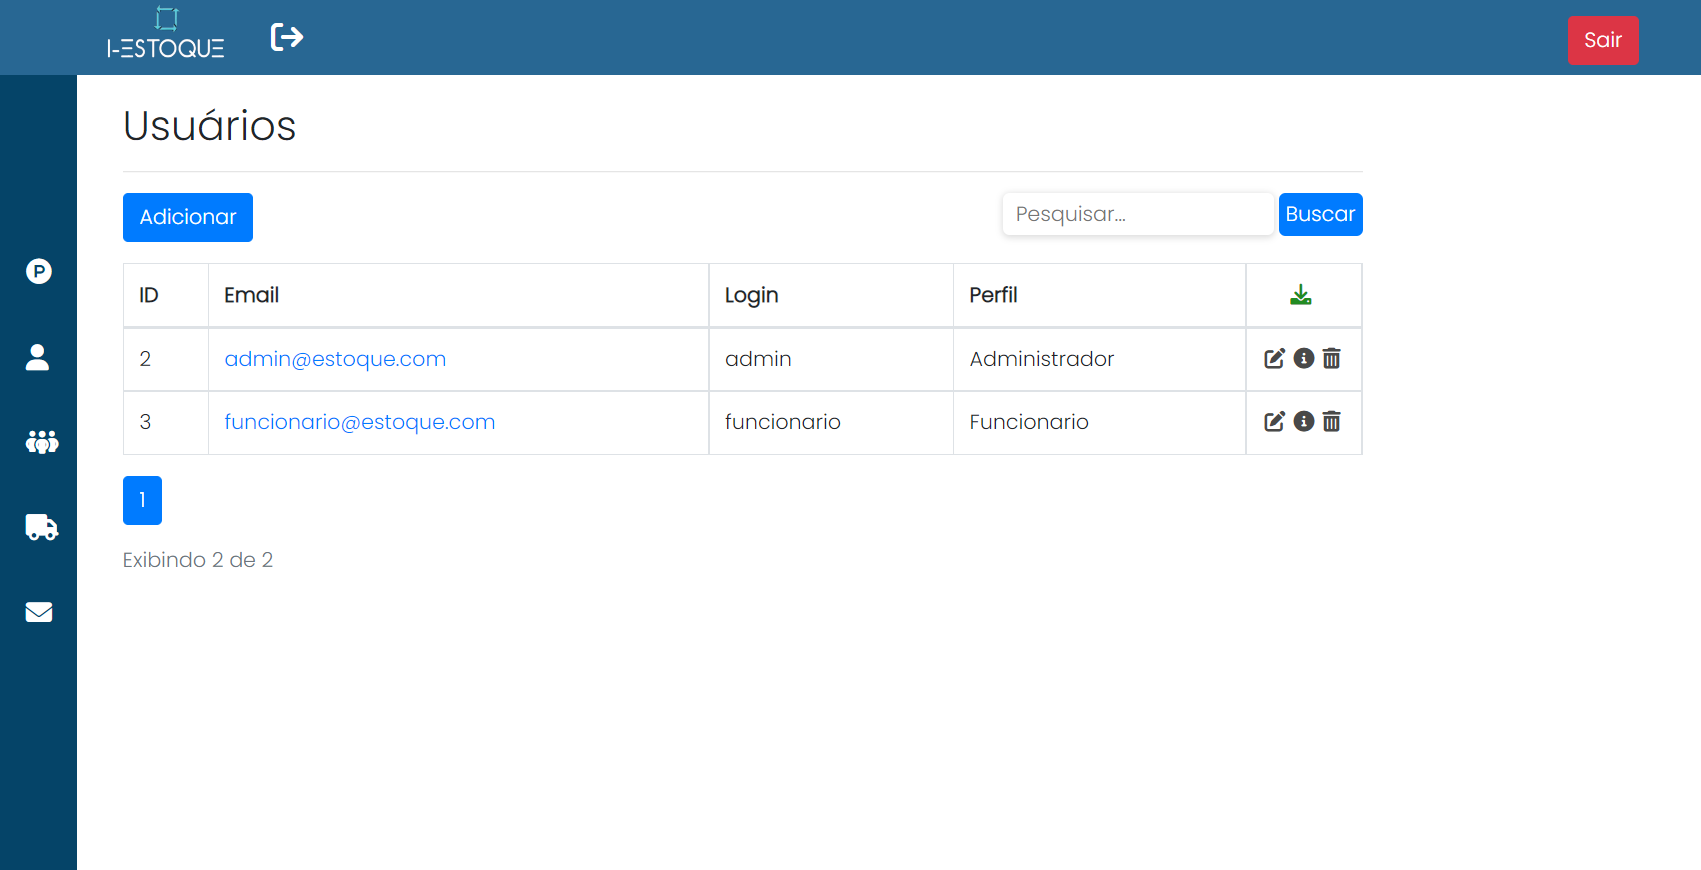 I-ESTOQUE
Sair
Usuários
Adicionar
Pesquisar...
Buscar
ID Email Login Perfil
2 admin@estoque.com admin Administrador
3 funcionario@estoque.com funcionario Funcionario
1
Exibindo 2 de 2
P